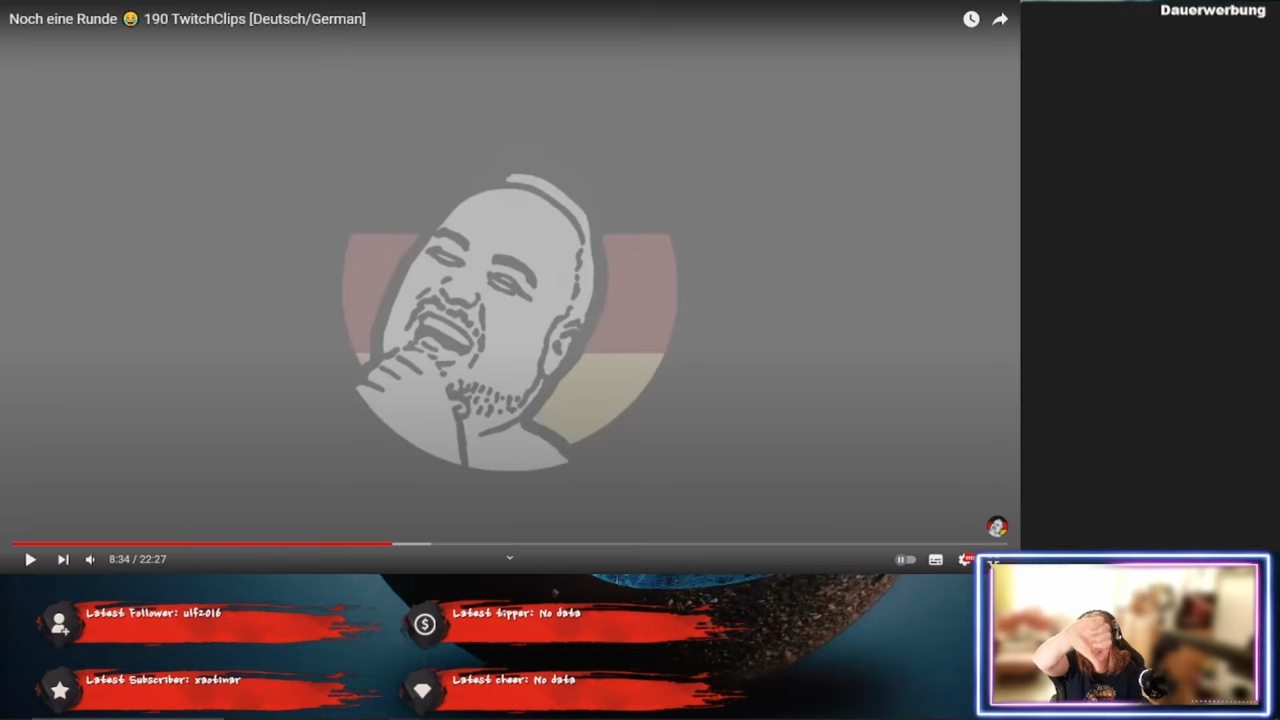 Noch eine Runde 😂 190 TwitchClips [Deutsch/German]
Dauerwerbung
8:34 / 22:27
Latest Follower: ulf2016
Latest tipper: No data
Latest Subscriber: xaotinar
Latest cheer: No data